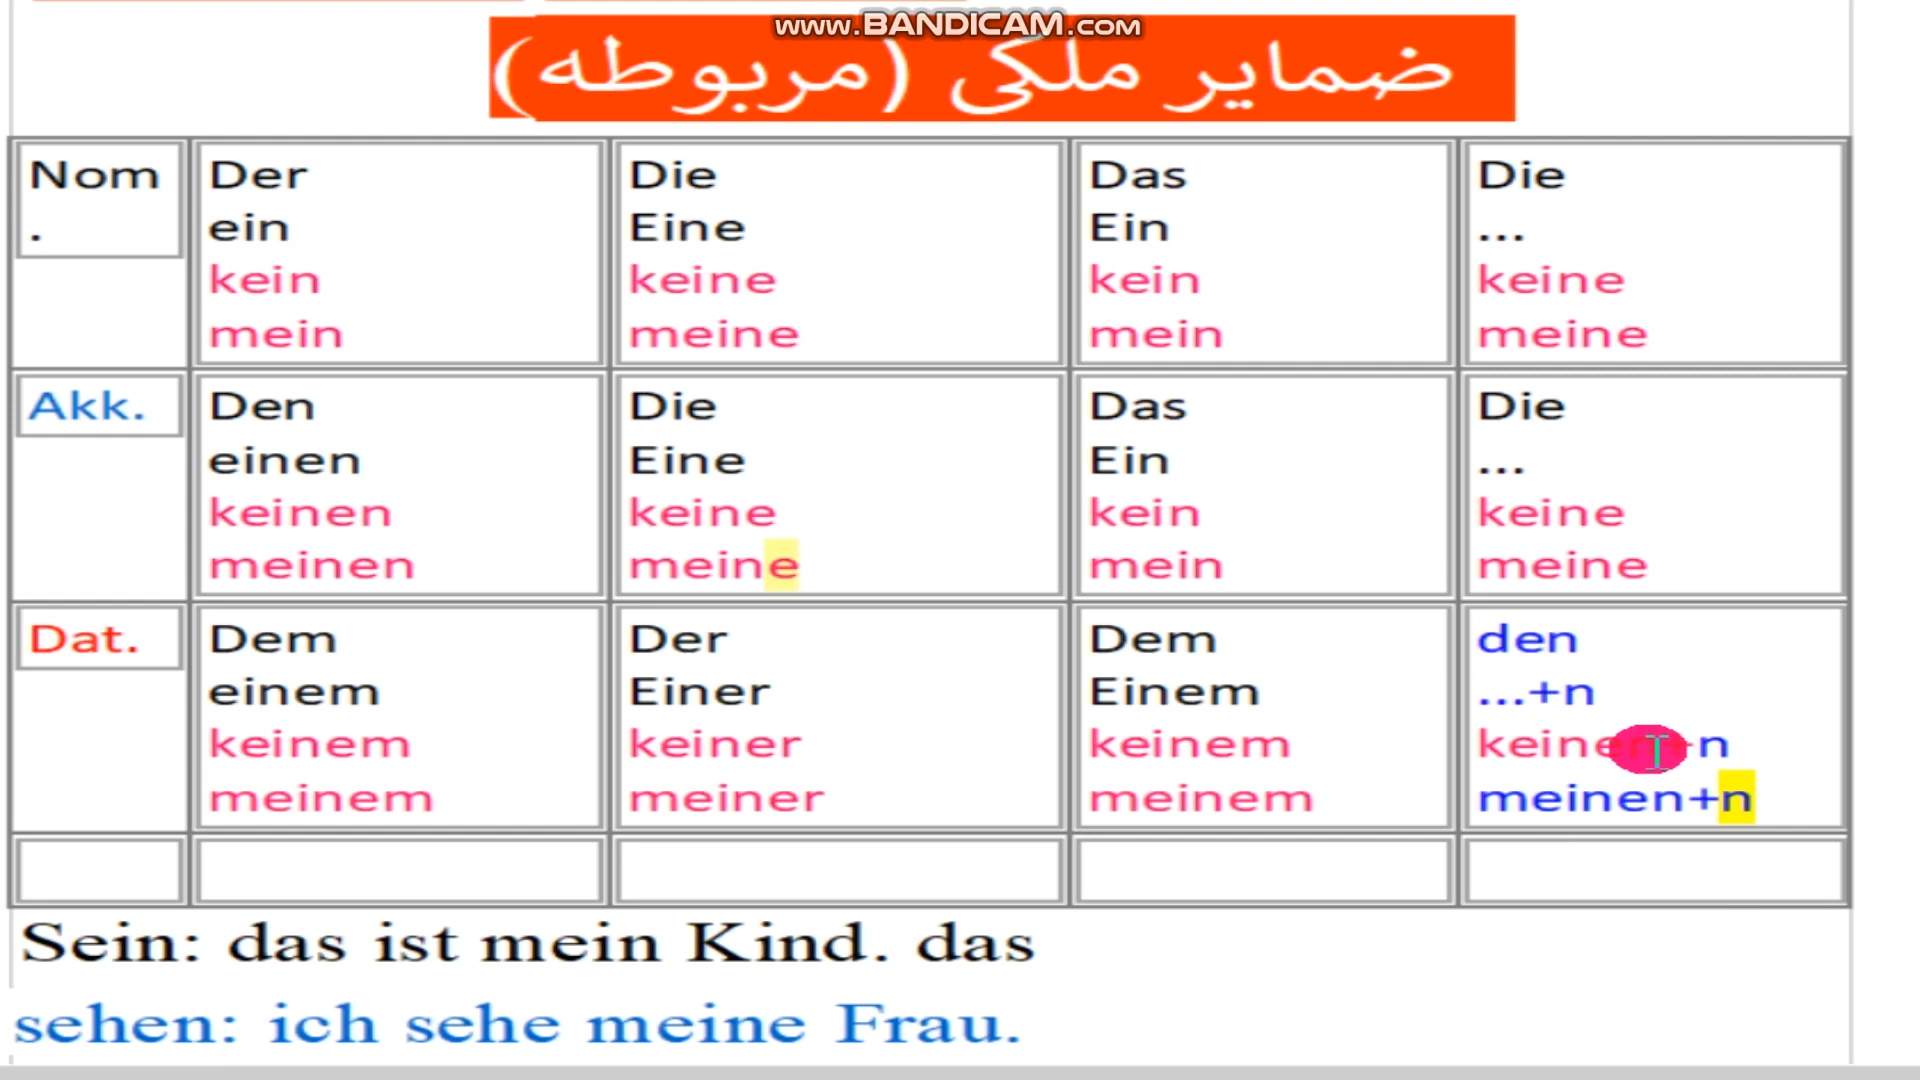 www.BANDICAM.com
ضمایر ملکی (مربوطه)
Nom
.
Der
ein
kein
mein
Die
Eine
keine
meine
Das
Ein
kein
mein
Die
...
keine
meine
Akk.
Den
einen
keinen
meinen
Die
Eine
keine
meine
Das
Ein
kein
mein
Die
...
keine
meine
Dat.
Dem
einem
keinem
meinem
Der
Einer
keiner
meiner
Dem
Einem
keinem
meinem
den
...+n
keinen+n
meinen+n
Sein: das ist mein Kind. das
sehen: ich sehe meine Frau.